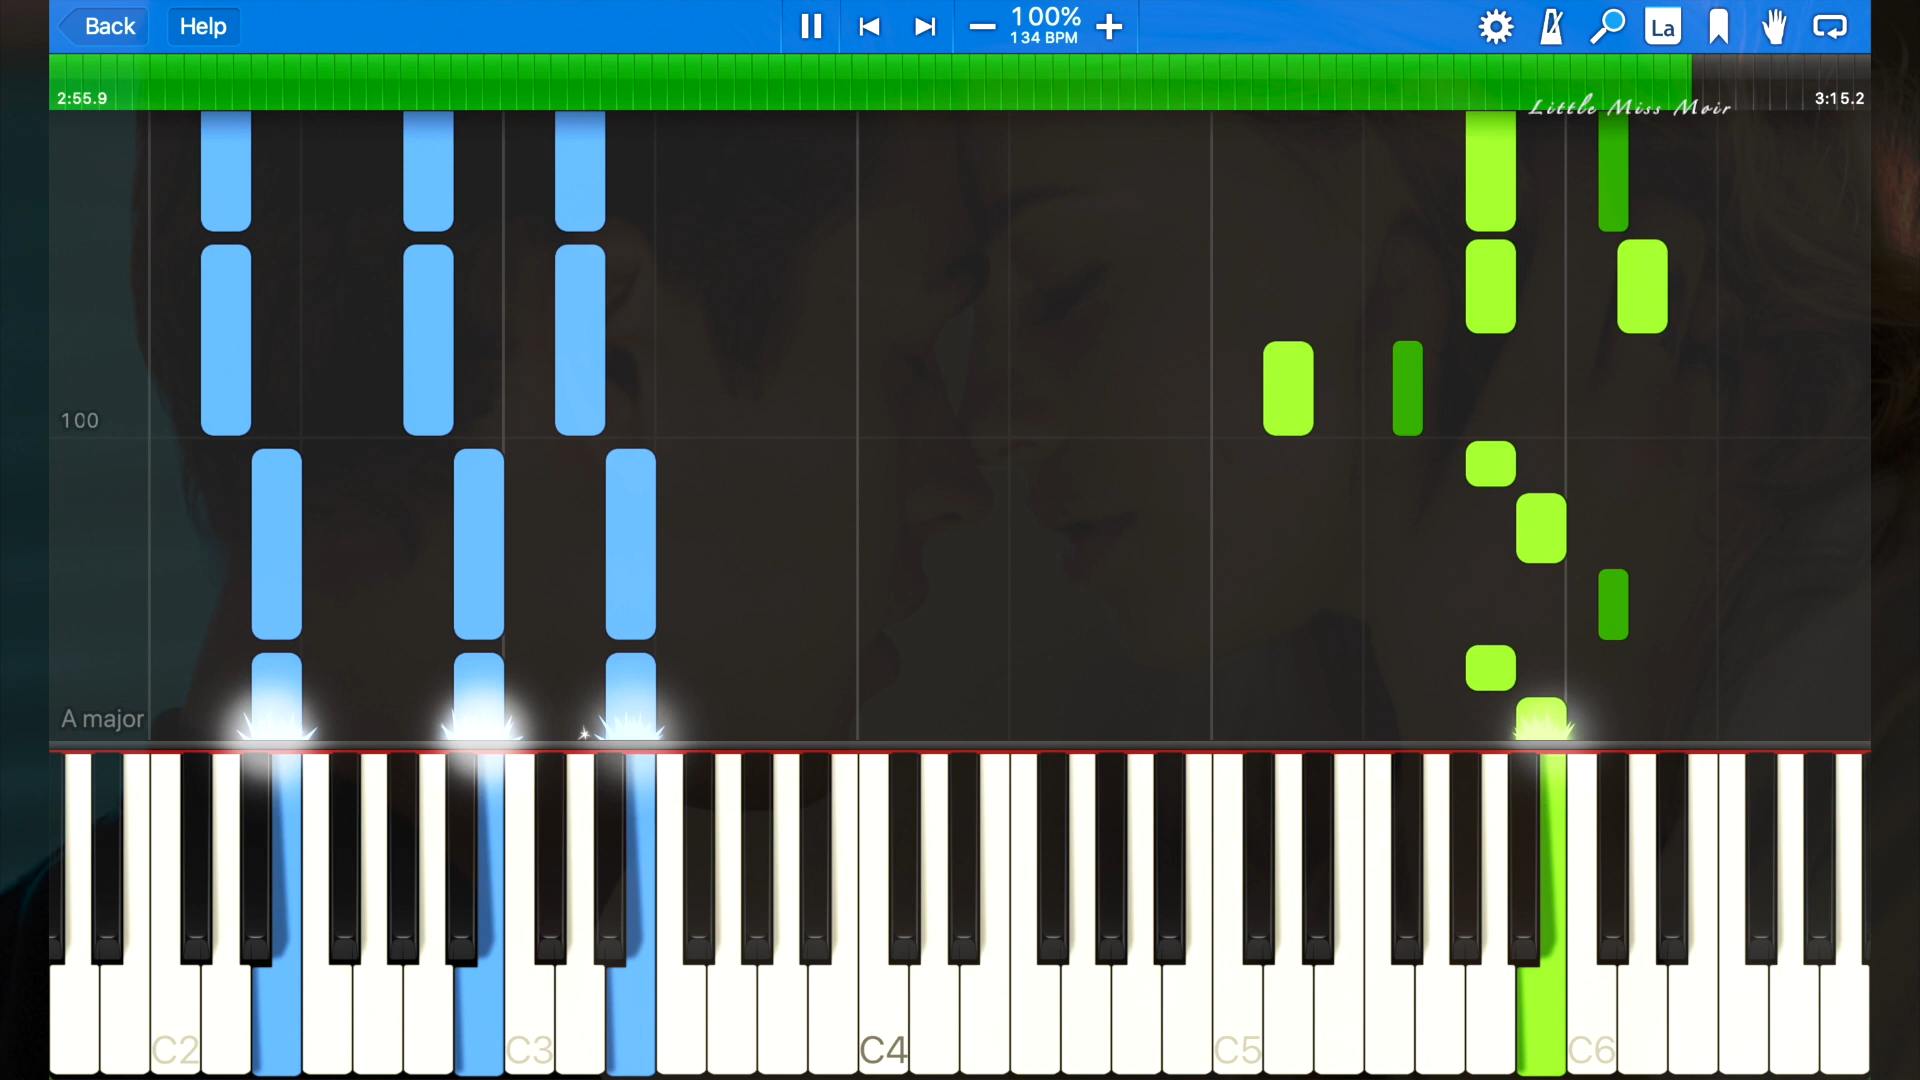 Back
Help
100%
134 BPM
La
2:55.9
Little Miss Moir
3:15.2
100
A major
C2
C3
C4
C5
C6